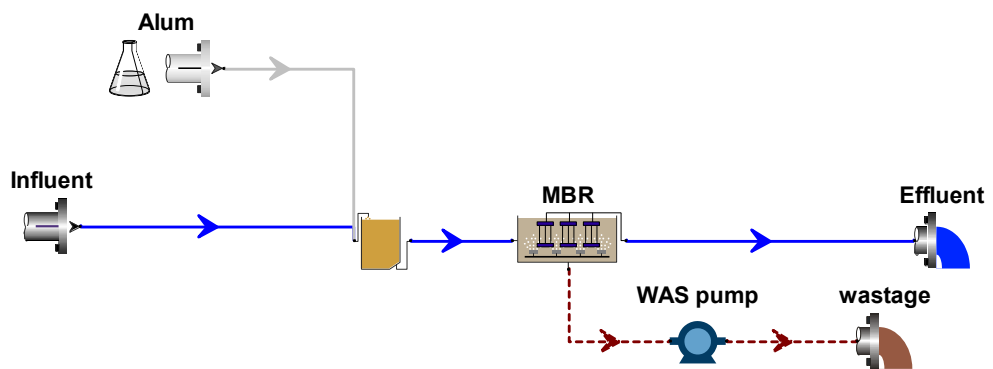 Alum
Influent
MBR
Effluent
WAS pump
wastage